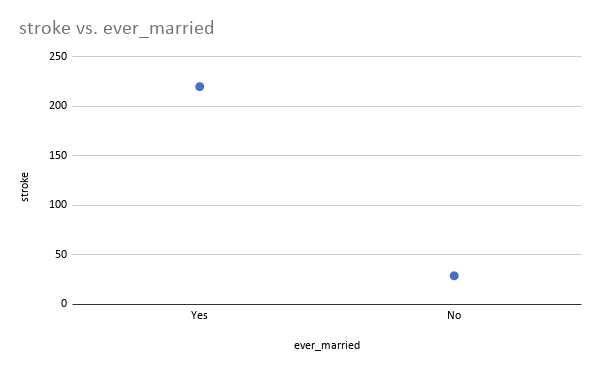 stroke vs. ever_married
250
200
150
100
50
0
stroke
Yes No
ever_married